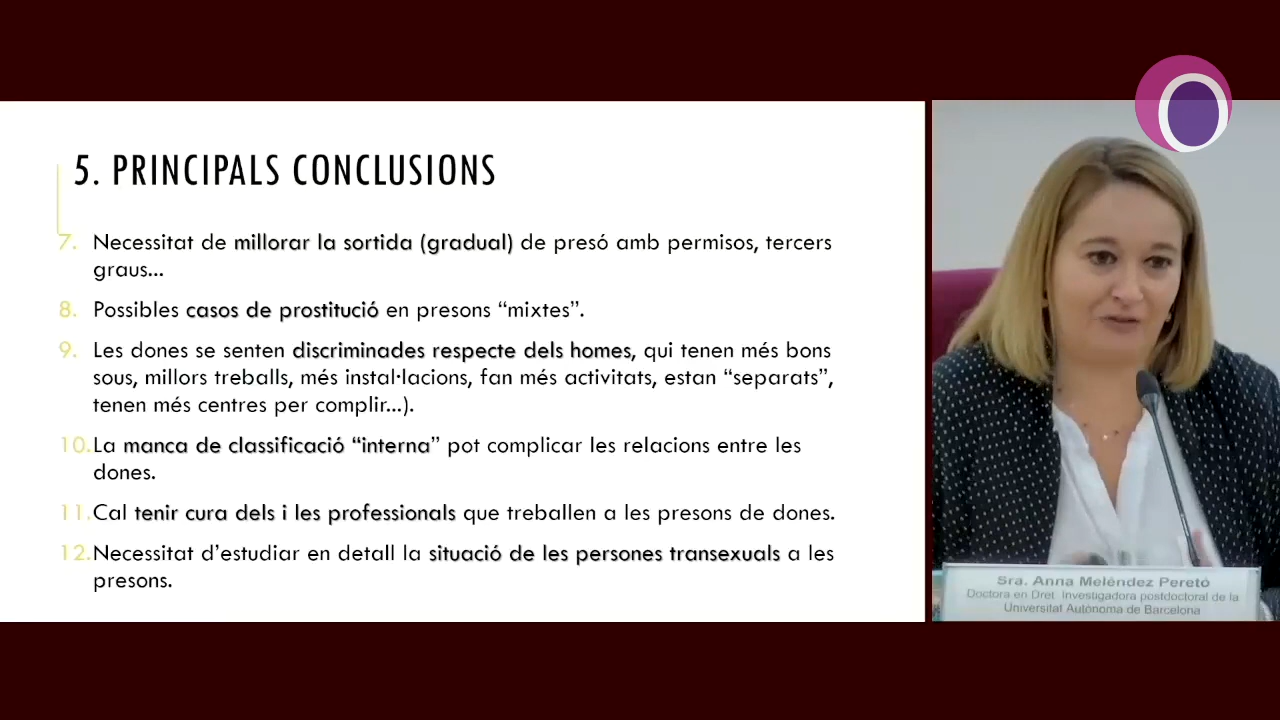 5. PRINCIPALS CONCLUSIONS
7. Necessitat de millorar la sortida (gradual) de presó amb permisos, tercers
graus...
8. Possibles casos de prostitució en presons “mixtes”.
9. Les dones se senten discriminades respecte dels homes, qui tenen més bons
sous, millors treballs, més instal·lacions, fan més activitats, estan “separats”,
tenen més centres per complir...).
10. La manca de classificació “interna” pot complicar les relacions entre les
dones.
11. Cal tenir cura dels i les professionals que treballen a les presons de dones.
12. Necessitat d’estudiar en detall la situació de les persones transexuals a les
presons.
Sra. Anna Meléndez Peretó
Doctora en Dret. Investigadora postdoctoral de la
Universitat Autònoma de Barcelona